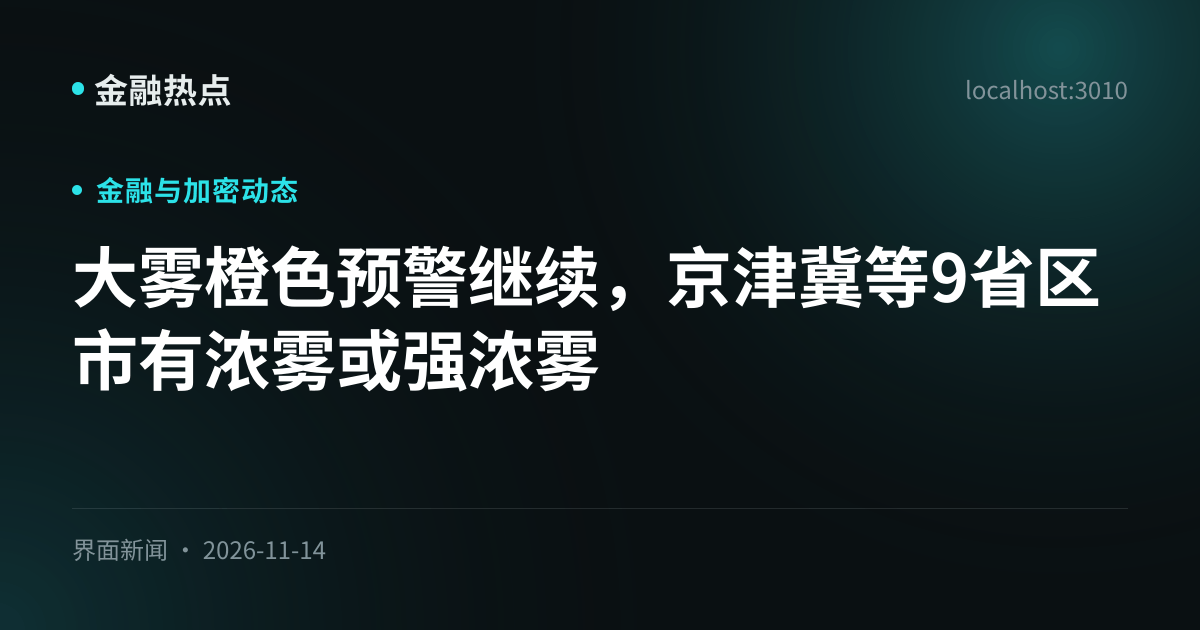 金融热点
localhost:3010
金融与加密动态
大雾橙色预警继续，京津冀等9省区
市有浓雾或强浓雾
界面新闻 • 2026-11-14